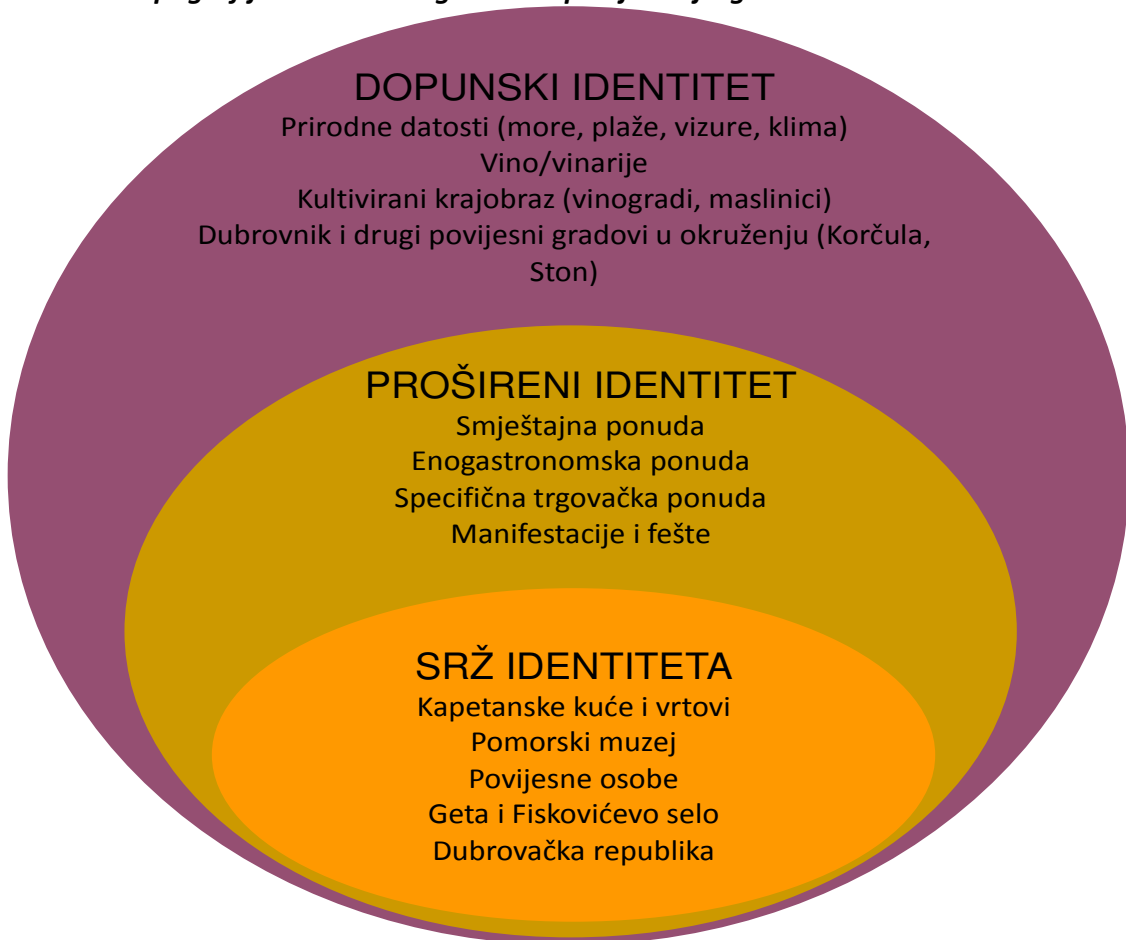 DOPUNSKI IDENTITET
Prirodne datosti (more, plaže, vizure, klima)
Vino/vinarije
Kultivirani krajobraz (vinogradi, maslinici)
Dubrovnik i drugi povijesni gradovi u okruženju (Korčula,
Ston)
PROŠIRENI IDENTITET
Smještajna ponuda
Enogastronomska ponuda
Specifična trgovačka ponuda
Manifestacije i fešte
SRŽ IDENTITETA
Kapetanske kuće i vrtovi
Pomorski muzej
Povijesne osobe
Geta i Fiskovićevo selo
Dubrovačka republika